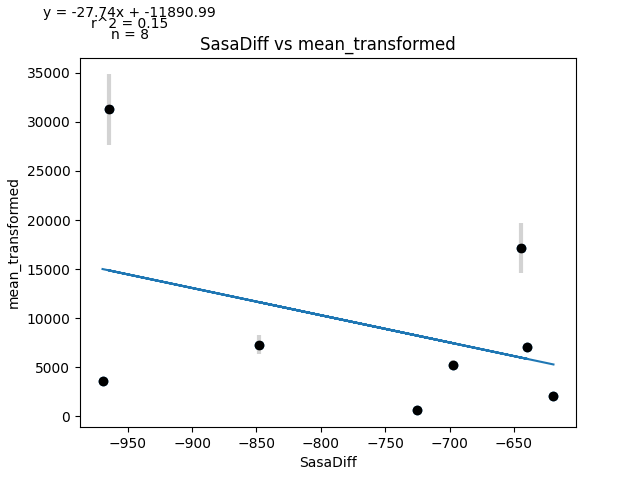 y = -27.74x + -11890.99
r^2 = 0.15
n = 8
SasaDiff vs mean_transformed
35000
30000
25000
20000
15000
10000
5000
0
mean_transformed
−950 −900 −850 −800 −750 −700 −650
SasaDiff